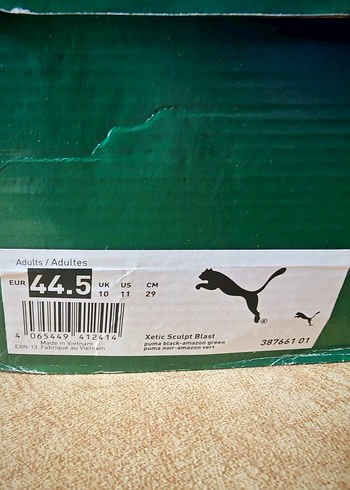 Adults / Adultes
EUR 44.5 UK US CM
10 11 29
4 065449 412414
EAN-13 Made in Vietnam
Fabriqué au Vietnam
Xetic Sculpt Blast
puma black-amazon green
puma noir-amazon vert
387661 01
®